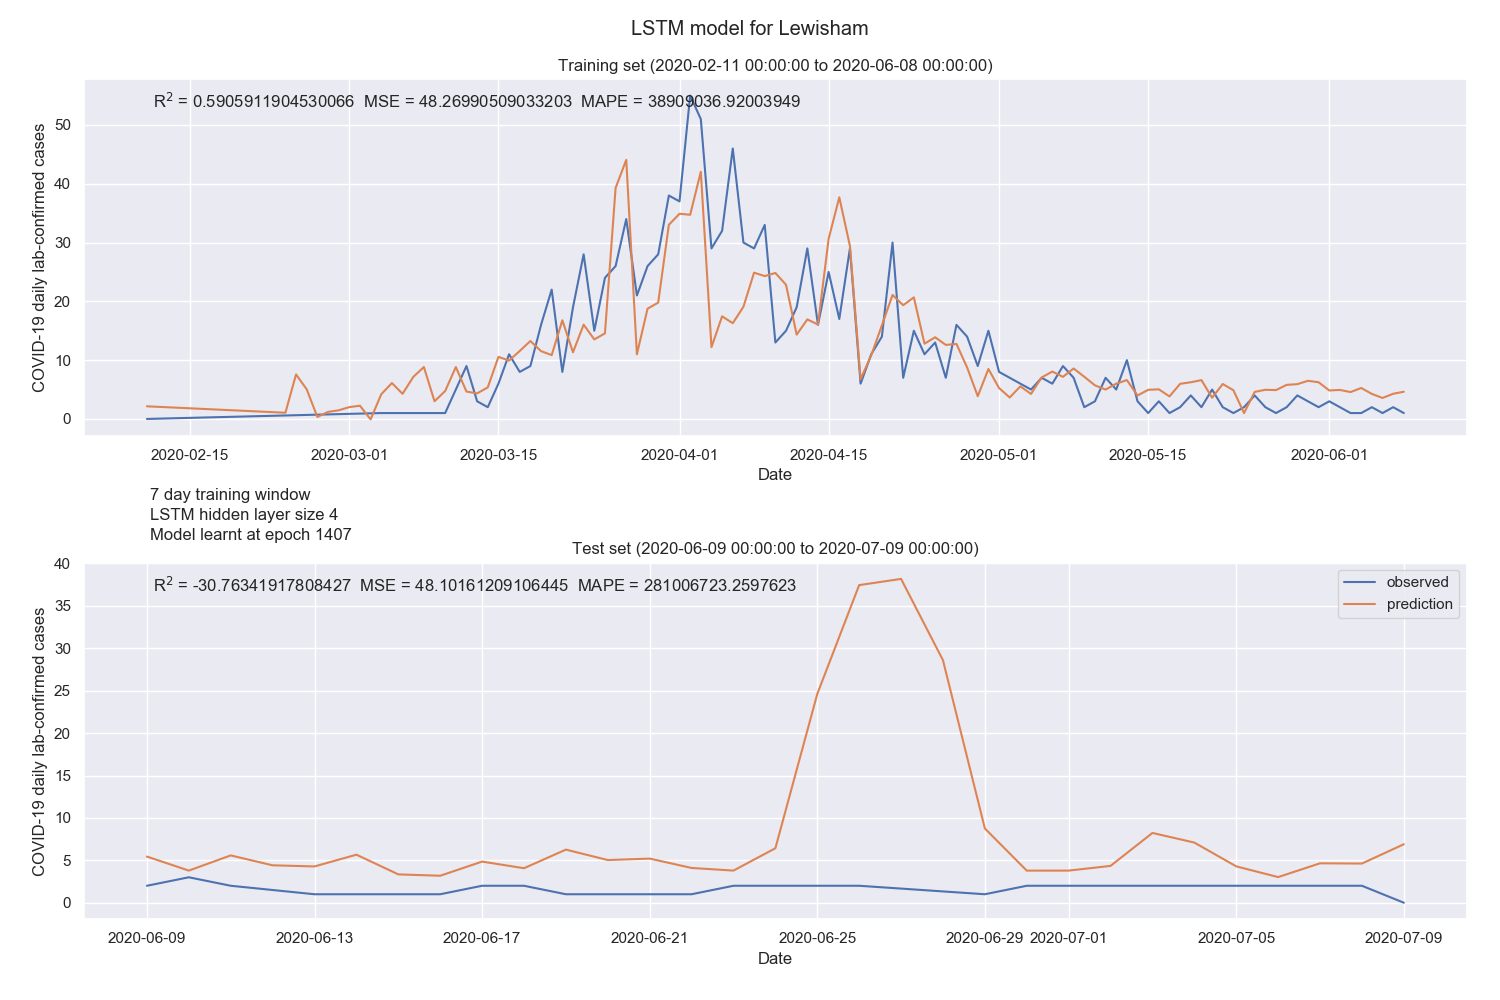 LSTM model for Lewisham
Training set (2020-02-11 00:00:00 to 2020-06-08 00:00:00)
R² = 0.5905911904530066 MSE = 48.26990509033203 MAPE = 38909036.92003949
COVID-19 daily lab-confirmed cases
50
40
30
20
10
0
2020-02-15 2020-03-01 2020-03-15 2020-04-01 2020-04-15 2020-05-01 2020-05-15 2020-06-01
Date
7 day training window
LSTM hidden layer size 4
Model learnt at epoch 1407
Test set (2020-06-09 00:00:00 to 2020-07-09 00:00:00)
R² = -30.76341917808427 MSE = 48.10161209106445 MAPE = 281006723.2597623
observed
prediction
COVID-19 daily lab-confirmed cases
40
35
30
25
20
15
10
5
0
2020-06-09 2020-06-13 2020-06-17 2020-06-21 2020-06-25 2020-06-29 2020-07-01 2020-07-05 2020-07-09
Date